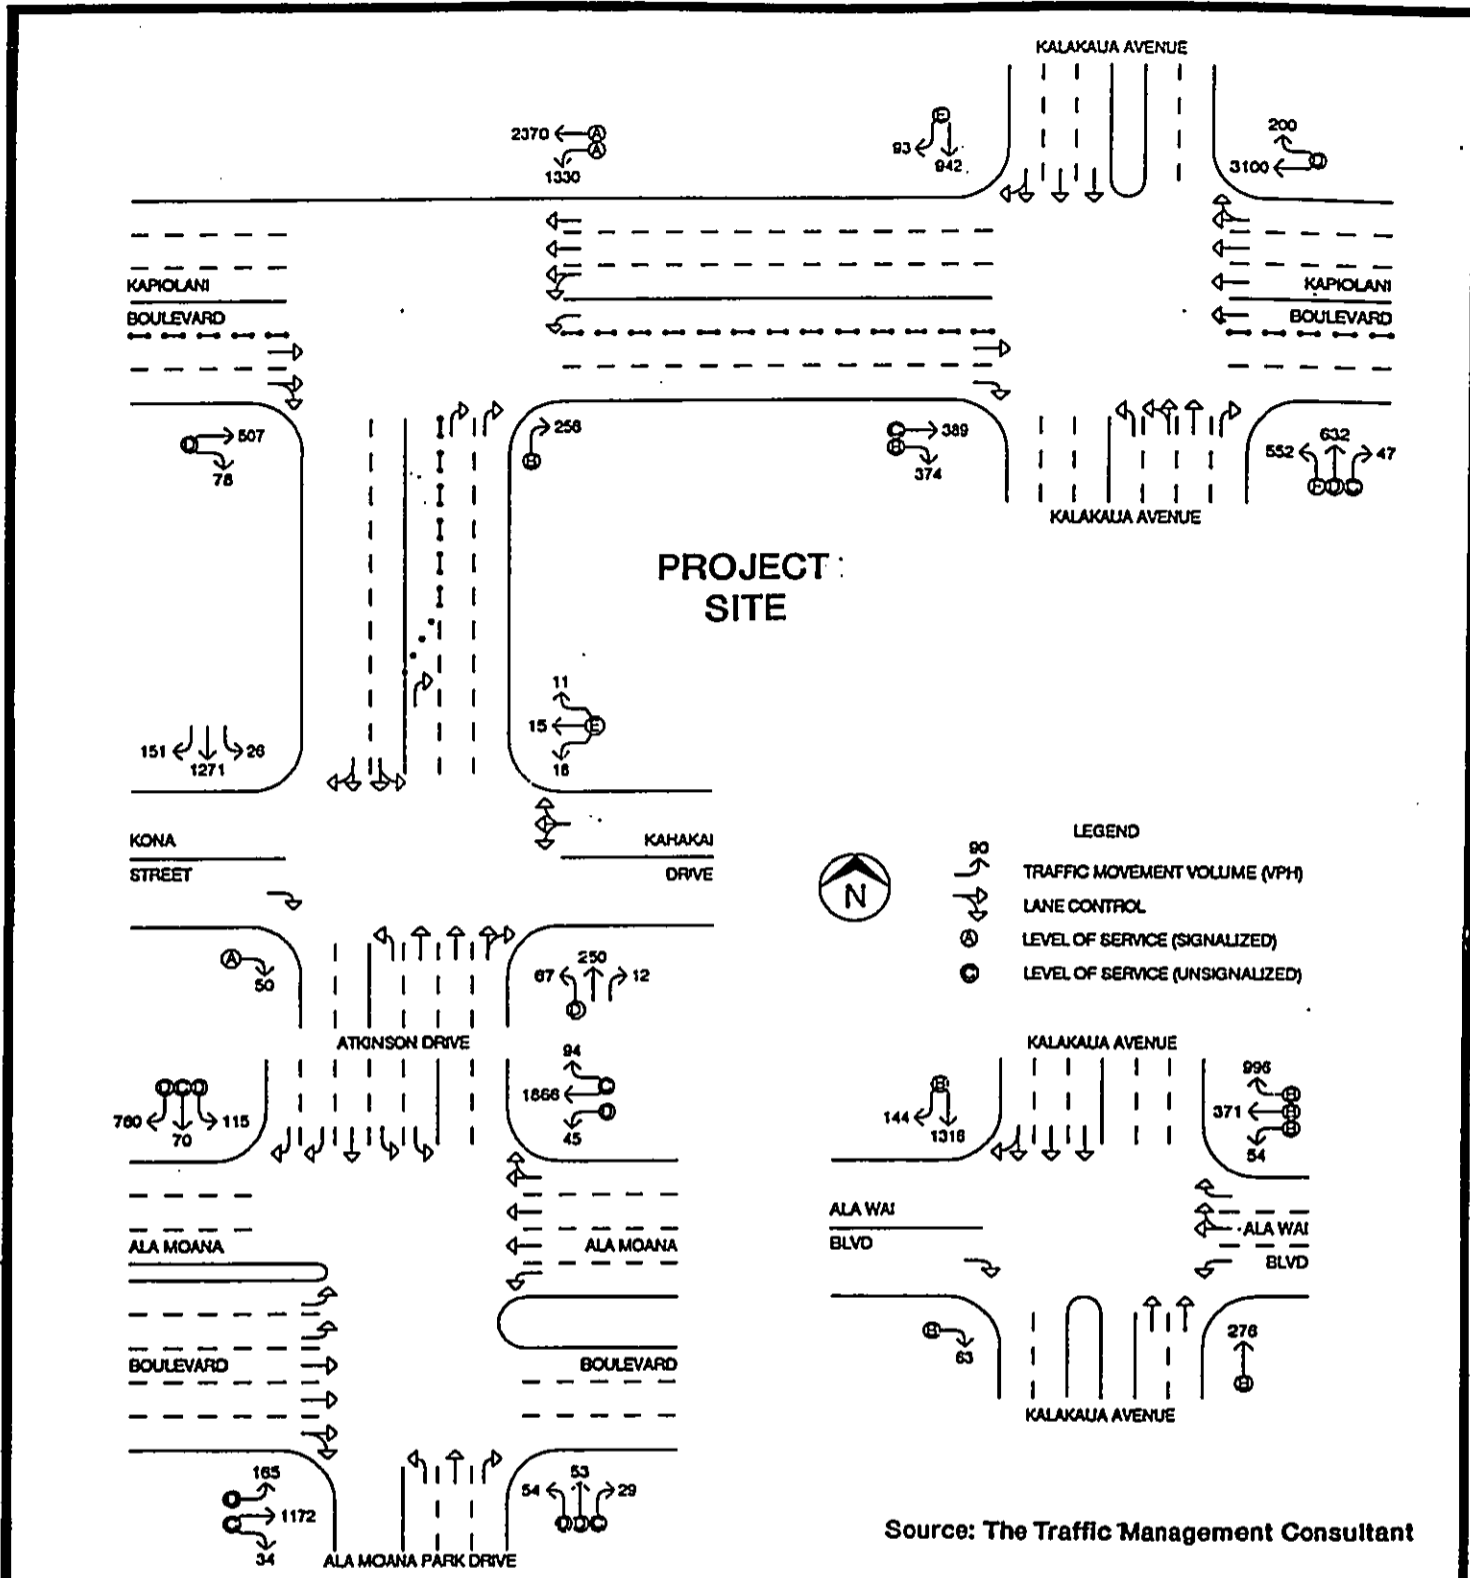 KALAKAUA AVENUE
2370
1330
93
942
200
3100
KAPIOLANI
BOULEVARD
KAPIOLANI
BOULEVARD
507
78
256
389
374
552
632
47
KALAKAUA AVENUE
PROJECT
SITE
151
1271
26
11
15
16
KONA
STREET
KAHAKAI
DRIVE
N
LEGEND
90
TRAFFIC MOVEMENT VOLUME (VPH)
LANE CONTROL
A LEVEL OF SERVICE (SIGNALIZED)
C LEVEL OF SERVICE (UNSIGNALIZED)
A
50
67
250
12
D
ATKINSON DRIVE
KALAKAUA AVENUE
760
70
115
94
1866
45
144
1316
996
371
54
ALA MOANA
BOULEVARD
ALA MOANA
BOULEVARD
ALA WAI
BLVD
ALA WAI
BLVD
63
276
KALAKAUA AVENUE
165
1172
34
54
53
29
ALA MOANA PARK DRIVE
Source: The Traffic Management Consultant